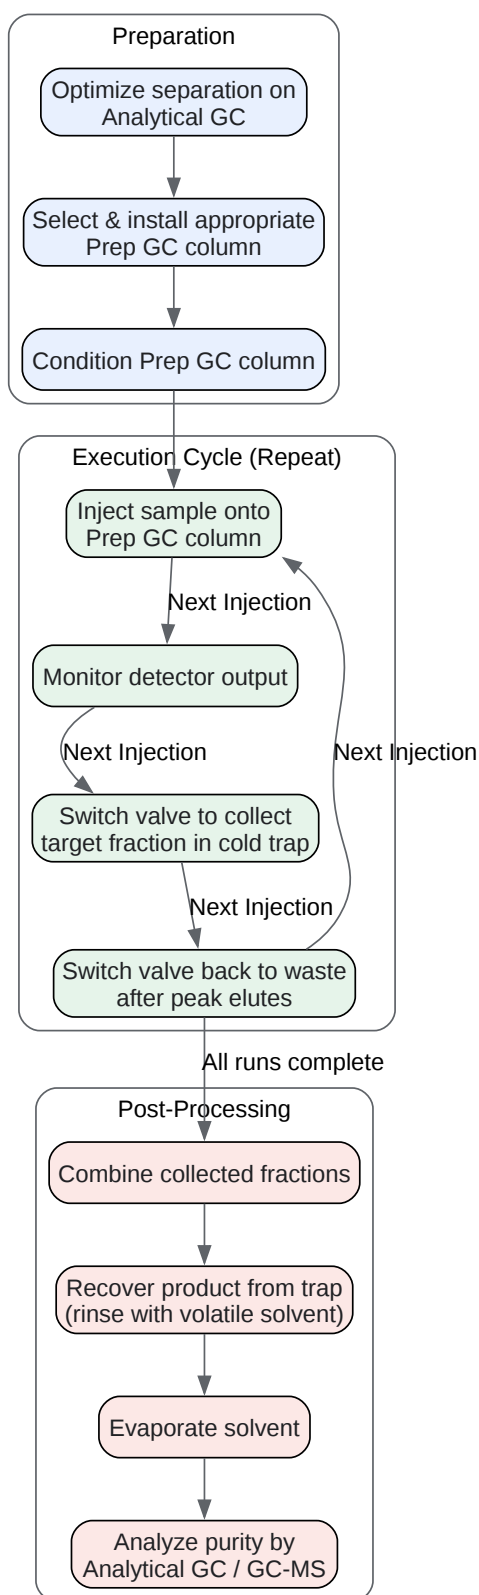 Preparation
Optimize separation on
Analytical GC
Select & install appropriate
Prep GC column
Condition Prep GC column
Execution Cycle (Repeat)
Inject sample onto
Prep GC column
Next Injection
Monitor detector output
Next Injection
Next Injection
Switch valve to collect
target fraction in cold trap
Next Injection
Switch valve back to waste
after peak elutes
All runs complete
Post-Processing
Combine collected fractions
Recover product from trap
(rinse with volatile solvent)
Evaporate solvent
Analyze purity by
Analytical GC / GC-MS